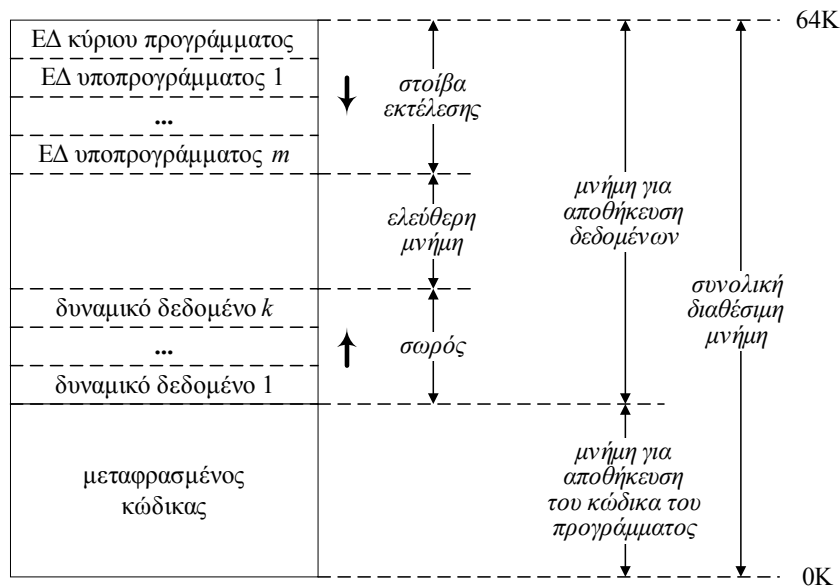 64K
ΕΔ κύριου προγράμματος
ΕΔ υποπρογράμματος 1
...
ΕΔ υποπρογράμματος m
στοίβα
εκτέλεσης
ελεύθερη
μνήμη
μνήμη για
αποθήκευση
δεδομένων
συνολική
διαθέσιμη
μνήμη
δυναμικό δεδομένο k
...
δυναμικό δεδομένο 1
σωρός
μεταφρασμένος
κώδικας
μνήμη για
αποθήκευση
του κώδικα του
προγράμματος
0K